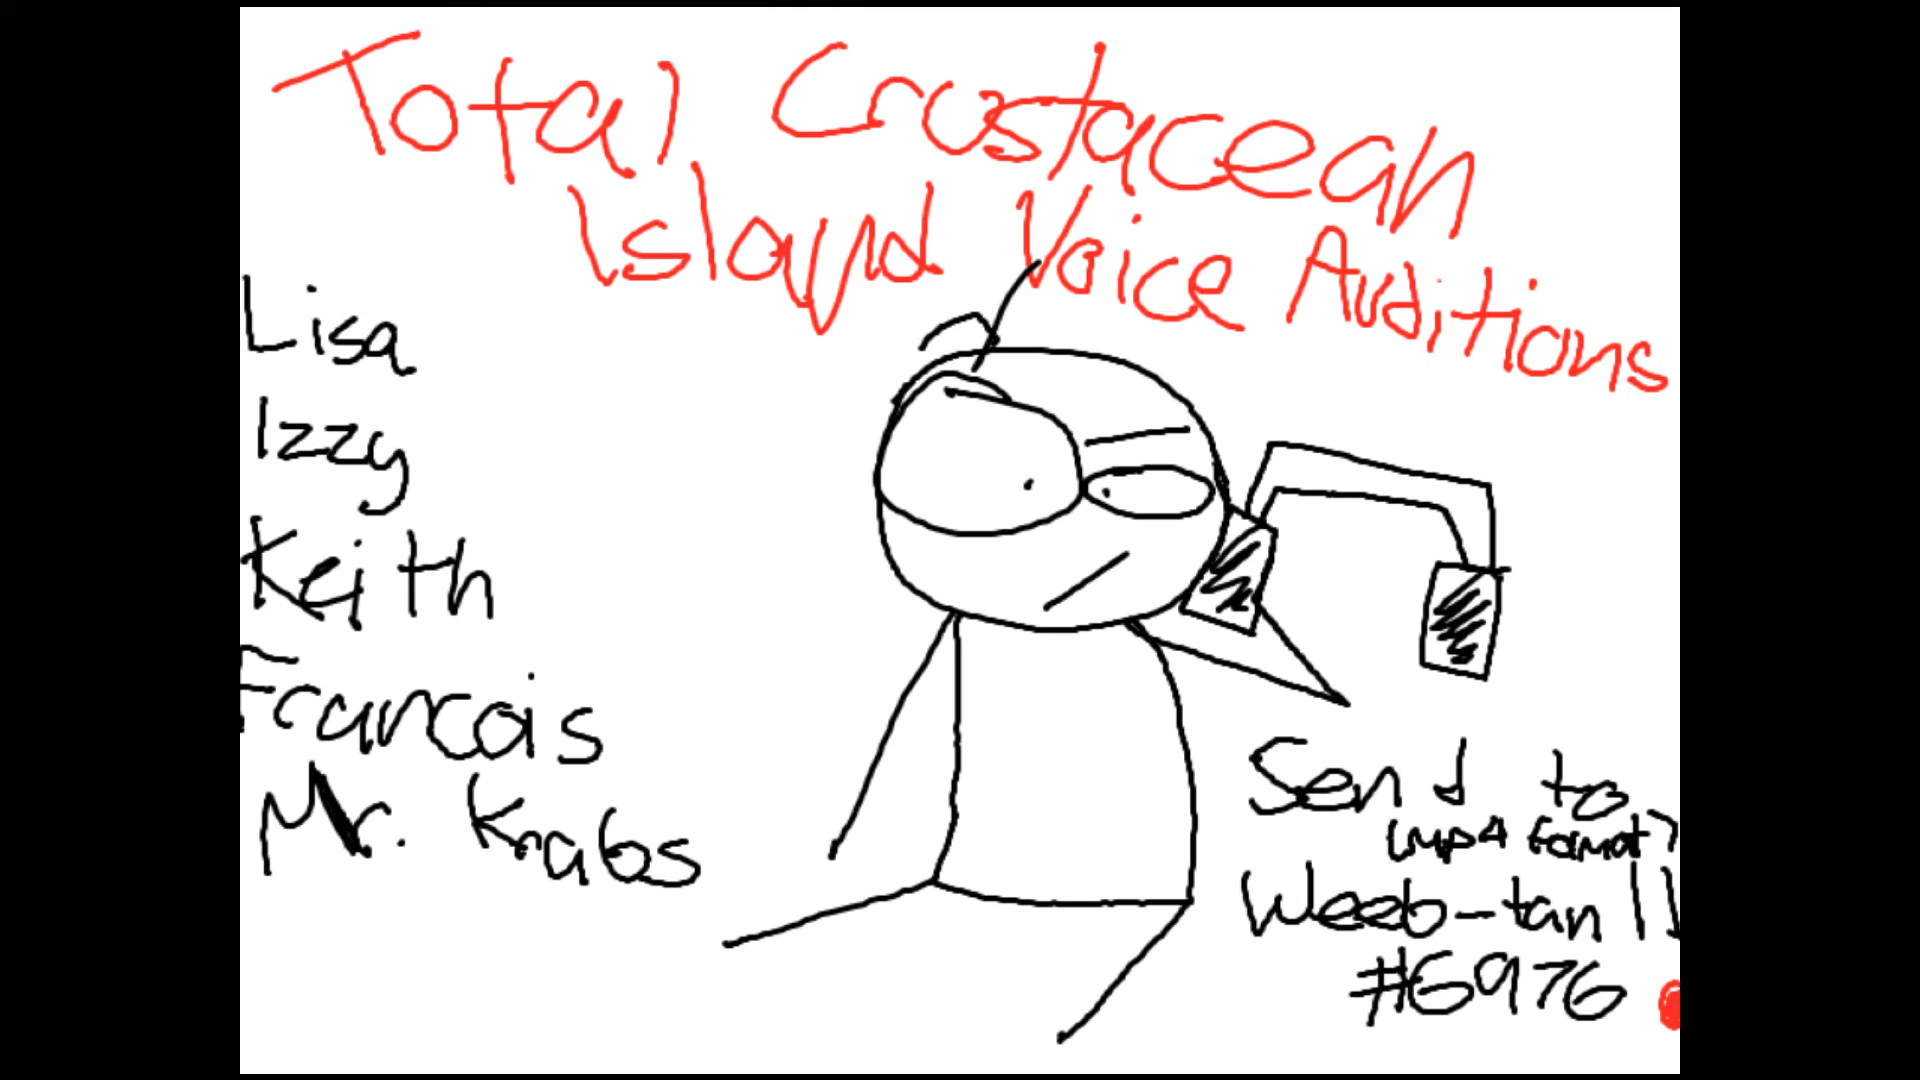 Total Crustacean
Island Voice Auditions
Lisa
Izzy
Keith
Francois
Mr. Krabs
Send to
(mp4 format)
Weeb-tan !!
#6976